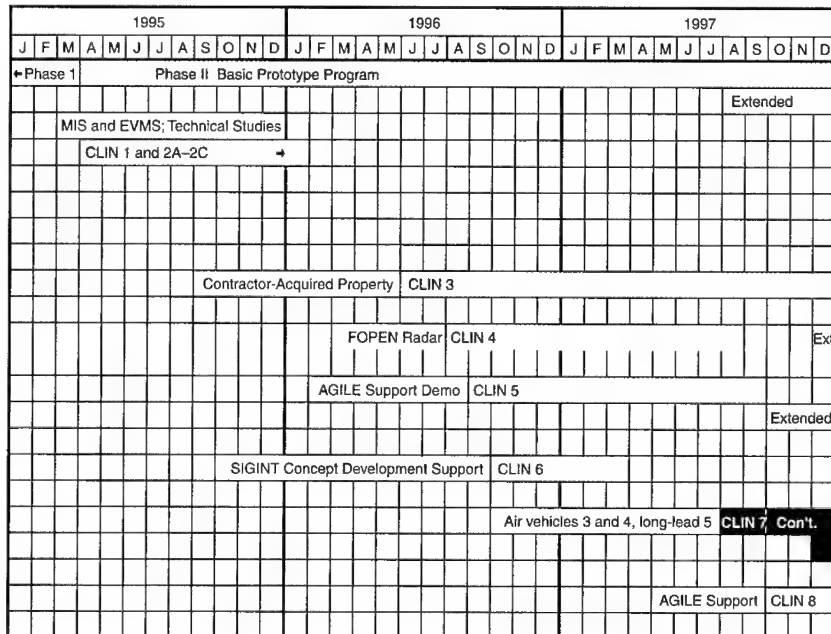 1995 1996 1997
J F M A M J J A S O N D J F M A M J J A S O N D J F M A M J J A S O N D
←Phase 1 Phase II Basic Prototype Program
Extended
MIS and EVMS; Technical Studies
CLIN 1 and 2A–2C →
Contractor-Acquired Property CLIN 3
FOPEN Radar CLIN 4
AGILE Support Demo CLIN 5
Extended
SIGINT Concept Development Support CLIN 6
Air vehicles 3 and 4, long-lead 5 CLIN 7 Con't.
AGILE Support CLIN 8